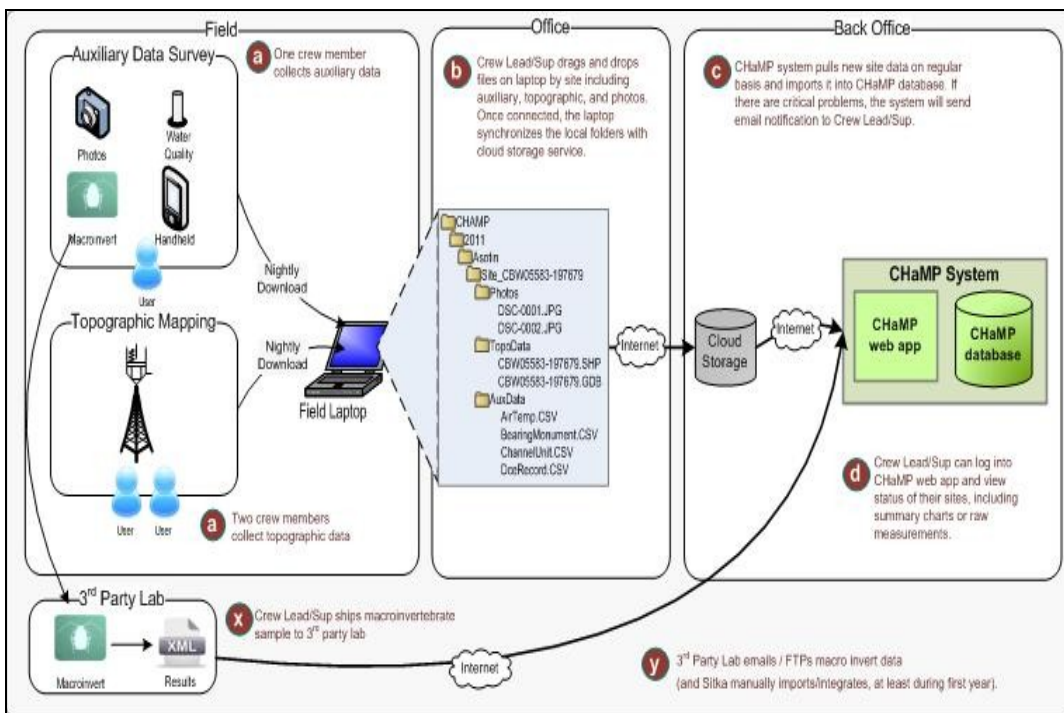 Field
Auxiliary Data Survey
a
One crew member
collects auxiliary data
Photos
Water
Quality
Macroinvert
Handheld
User
Nightly
Download
Topographic Mapping
Nightly
Download
Field Laptop
User
User
a
Two crew members
collect topographic data
Office
b
Crew Lead/Sup drags and drops
files on laptop by site including
auxiliary, topographic, and photos.
Once connected, the laptop
synchronizes the local folders with
cloud storage service.
CHAMP
2011
Asotin
Site_CBW05583-197679
Photos
DSC-0001.JPG
DSC-0002.JPG
TopoData
CBW05583-197679.SHP
CBW05583-197679.GDB
AuxData
AirTemp.CSV
BearingMonument.CSV
ChannelUnit.CSV
DceRecord.CSV
Internet
Back Office
c
CHaMP system pulls new site data on regular
basis and imports it into CHaMP database. If
there are critical problems, the system will send
email notification to Crew Lead/Sup.
Cloud
Storage
Internet
CHaMP System
CHaMP
web app
CHaMP
database
d
Crew Lead/Sup can log into
CHaMP web app and view
status of their sites, including
summary charts or raw
measurements.
3rd Party Lab
Macroinvert
XML
Results
x
Crew Lead/Sup ships macroinvertebrate
sample to 3rd party lab
Internet
y
3rd Party Lab emails / FTPs macro invert data
(and Sitka manually imports/integrates, at least during first year).